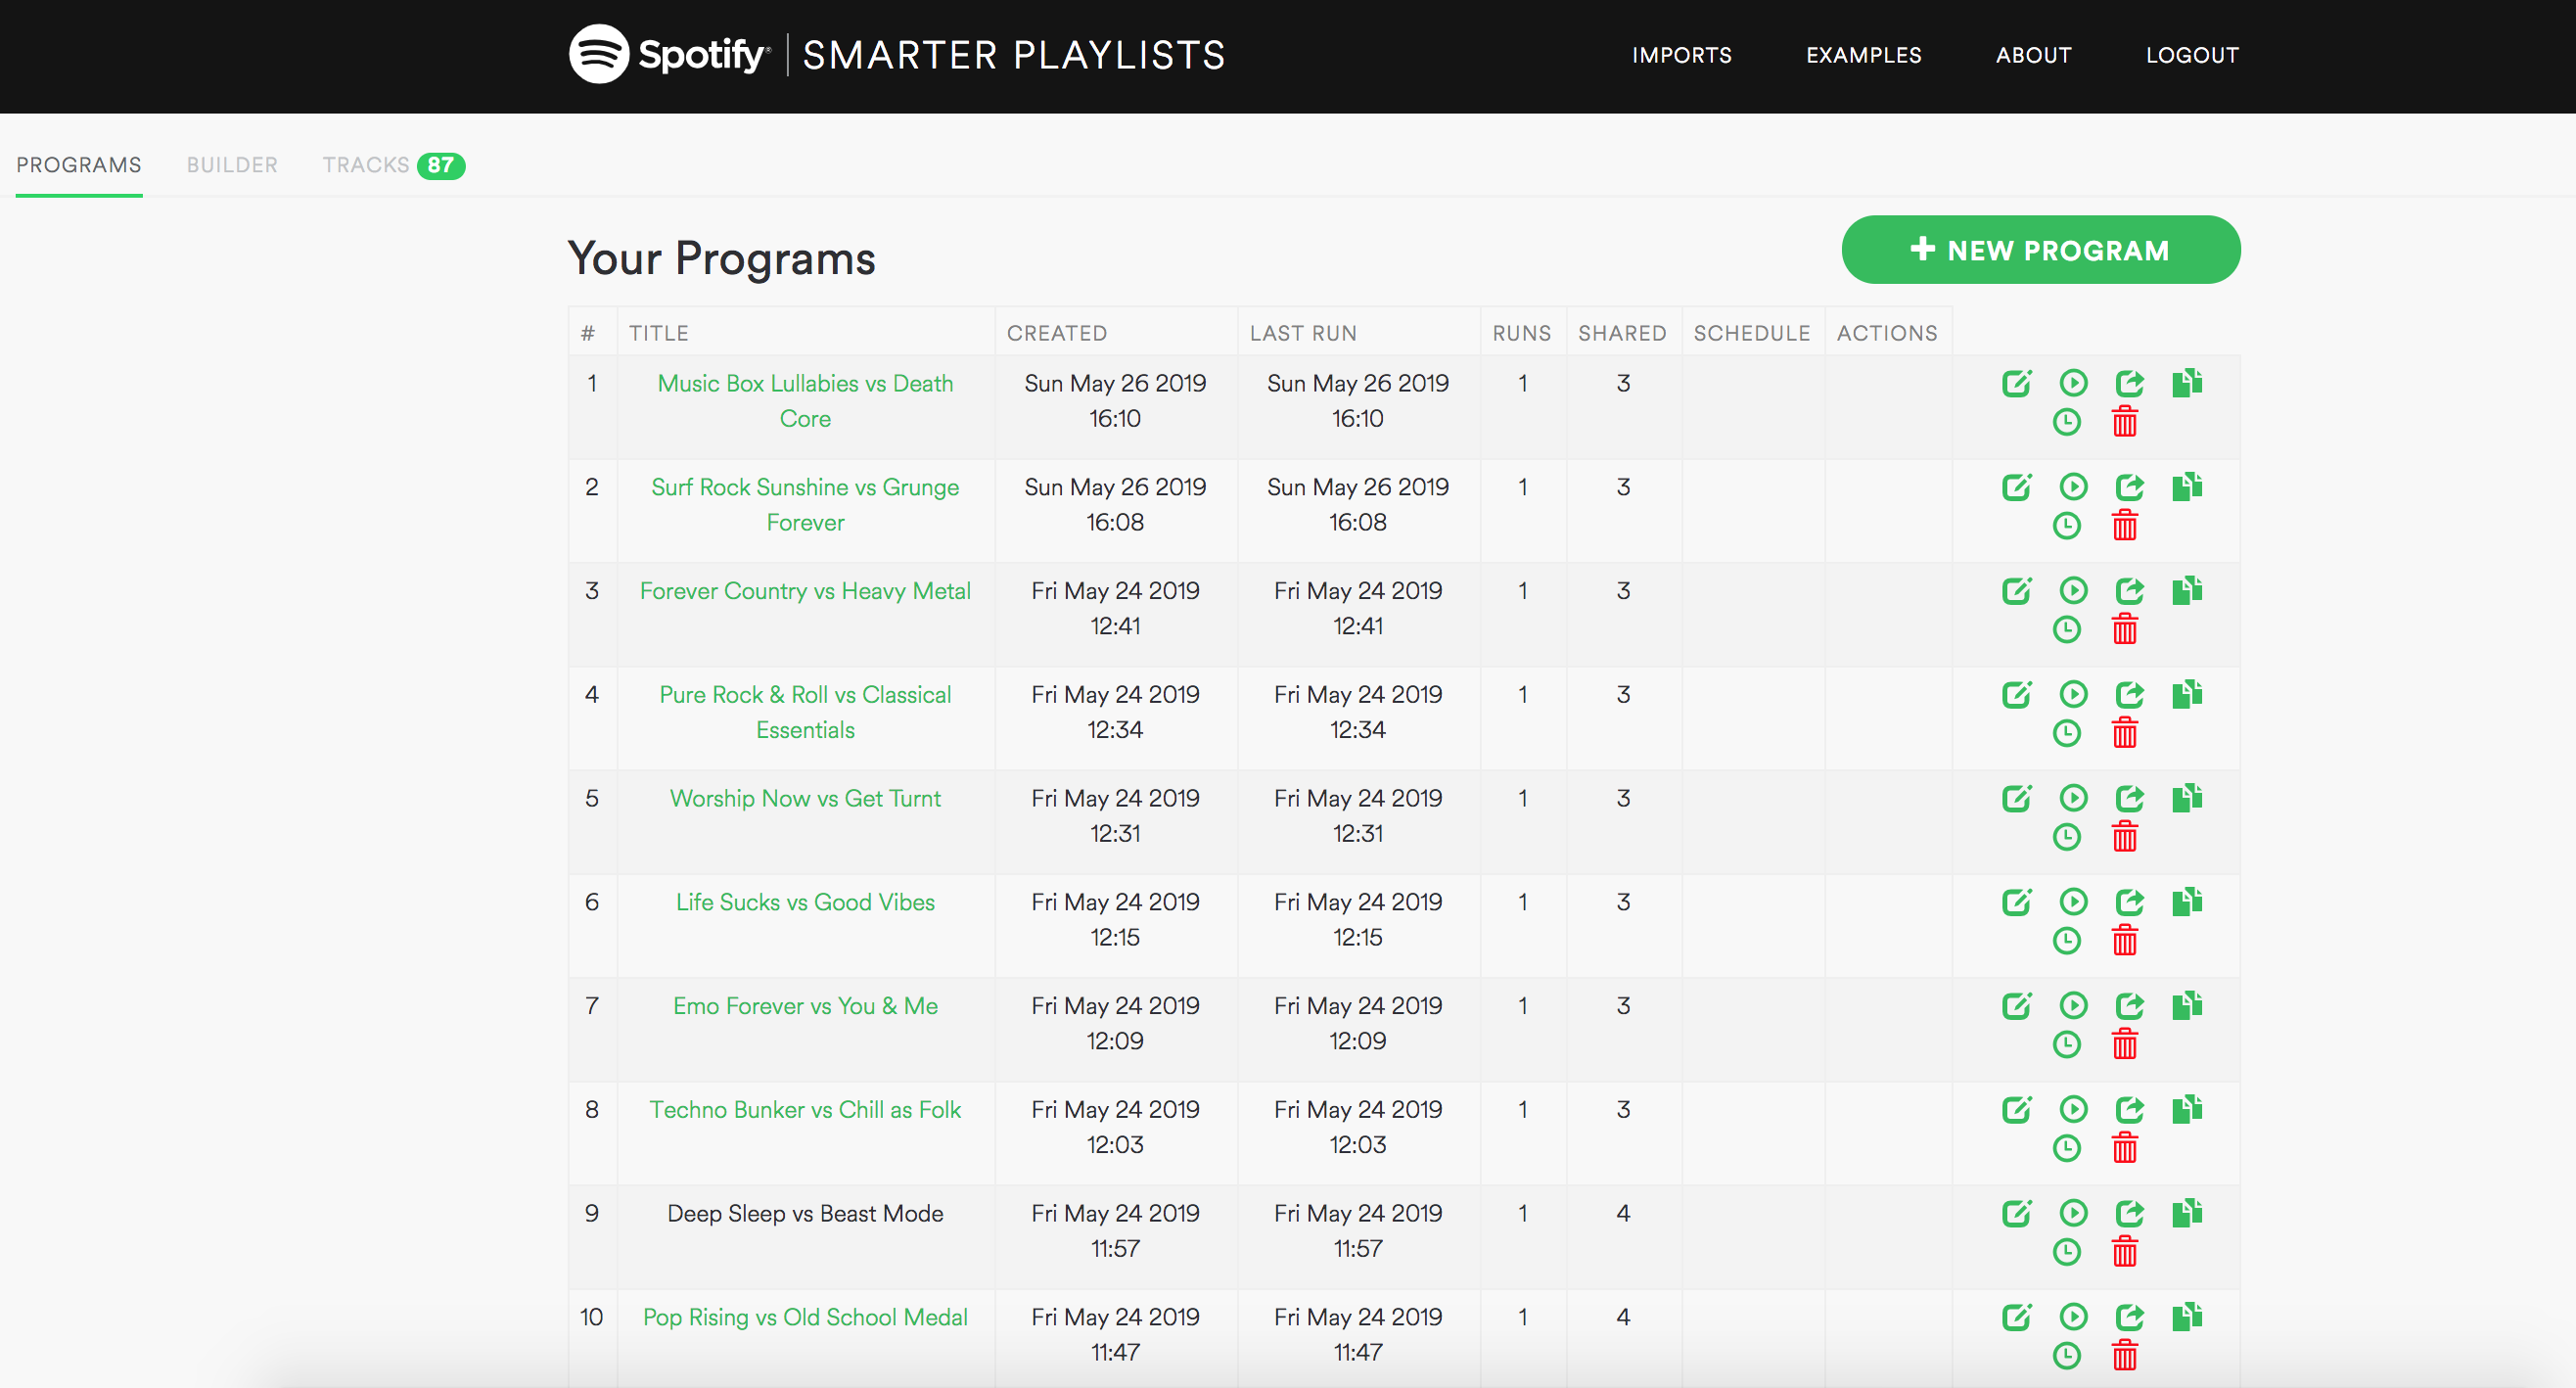 Spotify® | SMARTER PLAYLISTS
IMPORTS EXAMPLES ABOUT LOGOUT
PROGRAMS BUILDER TRACKS 87
Your Programs
+ NEW PROGRAM
# TITLE CREATED LAST RUN RUNS SHARED SCHEDULE ACTIONS
1 Music Box Lullabies vs Death Sun May 26 2019 Sun May 26 2019 1 3
Core 16:10 16:10
2 Surf Rock Sunshine vs Grunge Sun May 26 2019 Sun May 26 2019 1 3
Forever 16:08 16:08
3 Forever Country vs Heavy Metal Fri May 24 2019 Fri May 24 2019 1 3
12:41 12:41
4 Pure Rock & Roll vs Classical Fri May 24 2019 Fri May 24 2019 1 3
Essentials 12:34 12:34
5 Worship Now vs Get Turnt Fri May 24 2019 Fri May 24 2019 1 3
12:31 12:31
6 Life Sucks vs Good Vibes Fri May 24 2019 Fri May 24 2019 1 3
12:15 12:15
7 Emo Forever vs You & Me Fri May 24 2019 Fri May 24 2019 1 3
12:09 12:09
8 Techno Bunker vs Chill as Folk Fri May 24 2019 Fri May 24 2019 1 3
12:03 12:03
9 Deep Sleep vs Beast Mode Fri May 24 2019 Fri May 24 2019 1 4
11:57 11:57
10 Pop Rising vs Old School Medal Fri May 24 2019 Fri May 24 2019 1 4
11:47 11:47